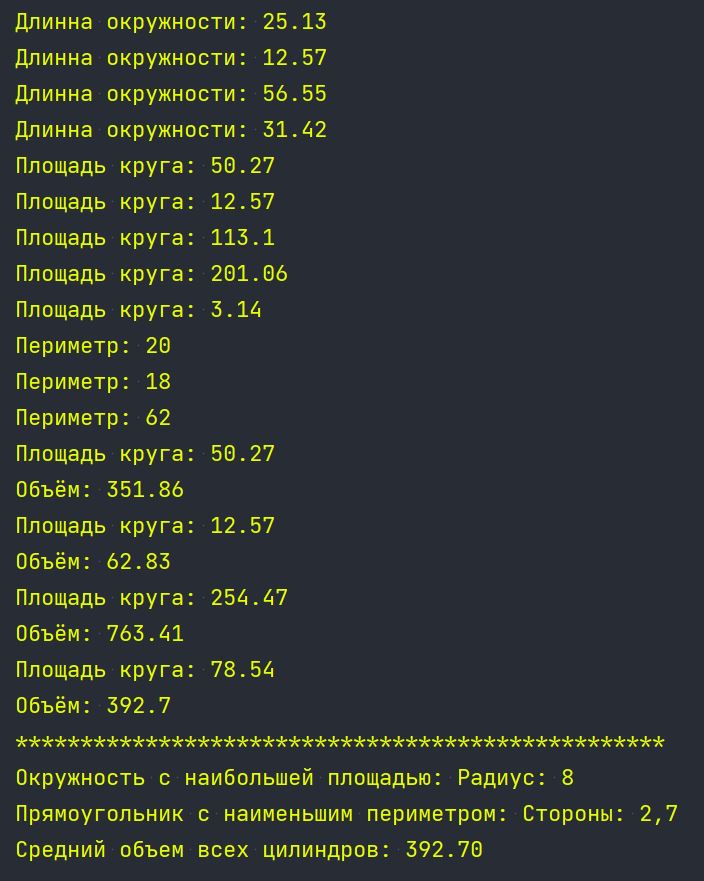 Длинна окружности: 25.13
Длинна окружности: 12.57
Длинна окружности: 56.55
Длинна окружности: 31.42
Площадь круга: 50.27
Площадь круга: 12.57
Площадь круга: 113.1
Площадь круга: 201.06
Площадь круга: 3.14
Периметр: 20
Периметр: 18
Периметр: 62
Площадь круга: 50.27
Объём: 351.86
Площадь круга: 12.57
Объём: 62.83
Площадь круга: 254.47
Объём: 763.41
Площадь круга: 78.54
Объём: 392.7
**************************************************
Окружность с наибольшей площадью: Радиус: 8
Прямоугольник с наименьшим периметром: Стороны: 2,7
Средний объем всех цилиндров: 392.70